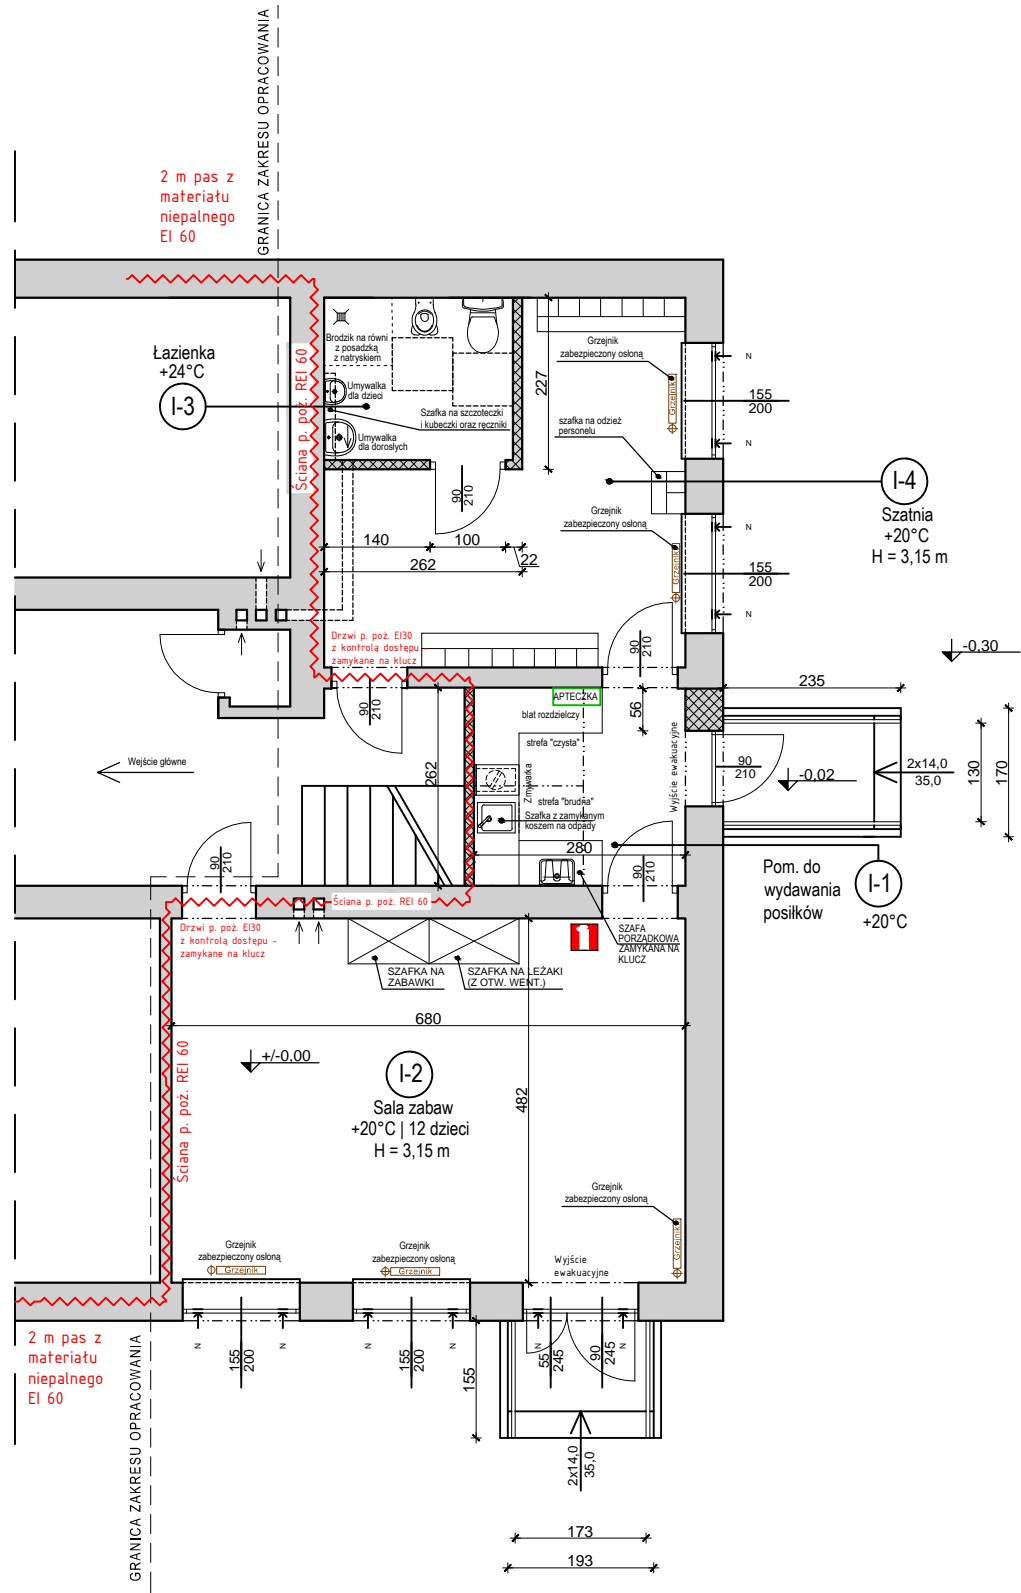 GRANICA ZAKRESU OPRACOWANIA
2 m pas z
materiału
niepalnego
EI 60
Łazienka
+24°C
I-3
Ściana p. poż. REI 60
Brodzik na równi
z posadzką
z natryskiem
Umywalka
dla dzieci
Szafka na szczoteczki
i kubeczki oraz ręczniki
Umywalka
dla dorosłych
227
Grzejnik
zabezpieczony osłoną
Grzejnik
szafka na odzież
personelu
N
155
200
N
I-4
Szatnia
+20°C
H = 3,15 m
90
210
Grzejnik
zabezpieczony osłoną
Grzejnik
N
155
200
N
140
100
22
262
Drzwi p. poż. EI30
z kontrolą dostępu –
zamykane na klucz
90
210
90
210
-0,30
235
APTECZKA
blat rozdzielczy
56
strefa "czysta"
Wyjście ewakuacyjne
Zmywarka
strefa "brudna"
Szafka z zamykanym
koszem na odpady
262
280
90
210
-0,02
2x14,0
35,0
130
170
Wejście główne
90
210
90
210
Pom. do
wydawania
posiłków
I-1
+20°C
Ściana p. poż. REI 60
Drzwi p. poż. EI30
z kontrolą dostępu –
zamykane na klucz
SZAFA
PORZĄDKOWA
ZAMYKANA NA
KLUCZ
1
SZAFKA NA
ZABAWKI
SZAFKA NA LEŻAKI
(Z OTW. WENT.)
680
+/-0,00
482
I-2
Sala zabaw
+20°C | 12 dzieci
H = 3,15 m
Ściana p. poż. REI 60
Grzejnik
zabezpieczony osłoną
Grzejnik
Grzejnik
zabezpieczony osłoną
Grzejnik
Grzejnik
zabezpieczony osłoną
Grzejnik
Wyjście
ewakuacyjne
2 m pas z
materiału
niepalnego
EI 60
GRANICA ZAKRESU OPRACOWANIA
N
155
200
N
N
155
200
N
155
N
55
245
90
245
N
2x14,0
35,0
173
193